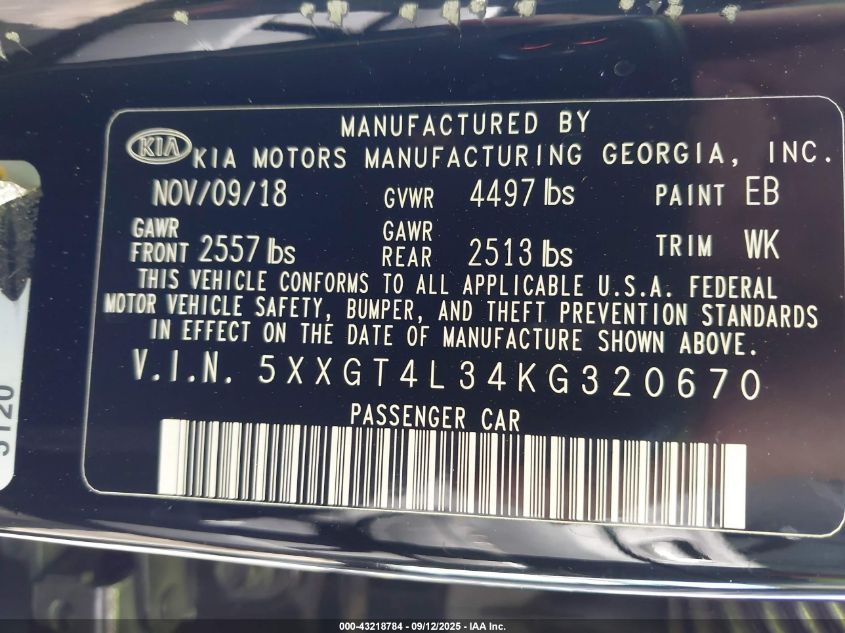 MANUFACTURED BY
KIA KIA MOTORS MANUFACTURING GEORGIA, INC.
NOV/09/18 GVWR 4497 lbs PAINT EB
GAWR FRONT 2557 lbs GAWR REAR 2513 lbs TRIM WK
THIS VEHICLE CONFORMS TO ALL APPLICABLE U.S.A. FEDERAL
MOTOR VEHICLE SAFETY, BUMPER, AND THEFT PREVENTION STANDARDS
IN EFFECT ON THE DATE OF MANUFACTURE SHOWN ABOVE.
V.I.N. 5XXGT4L34KG320670
PASSENGER CAR
000-43218784 - 09/12/2025 - IAA Inc.